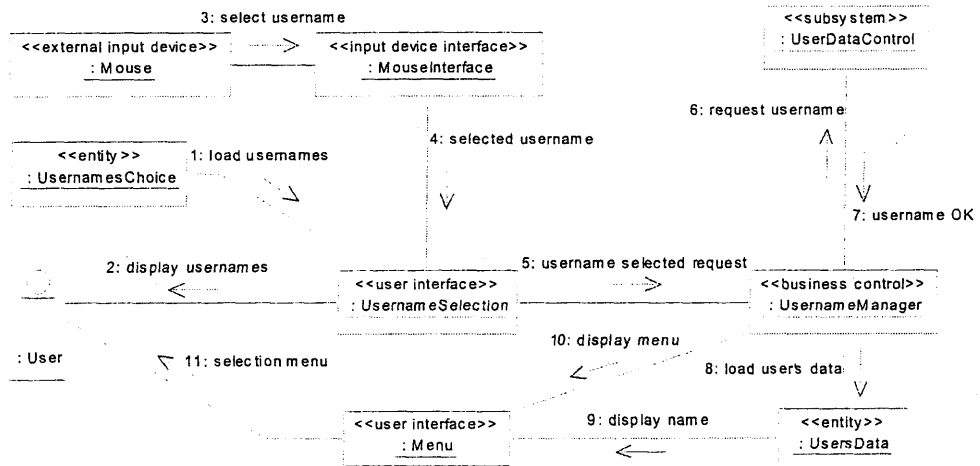 3: select username
<<external input device>>
: Mouse
<<input device interface>>
: MouseInterface
<<subsystem>>
: UserDataControl
6: request username
4: selected username
<<entity>>
: UsernamesChoice
1: load usernames
7: username OK
2: display usernames
<<user interface>>
: UsernameSelection
5: username selected request
<<business control>>
: UsernameManager
: User
11: selection menu
10: display menu
8: load user's data
<<user interface>>
: Menu
9: display name
<<entity>>
: UsersData